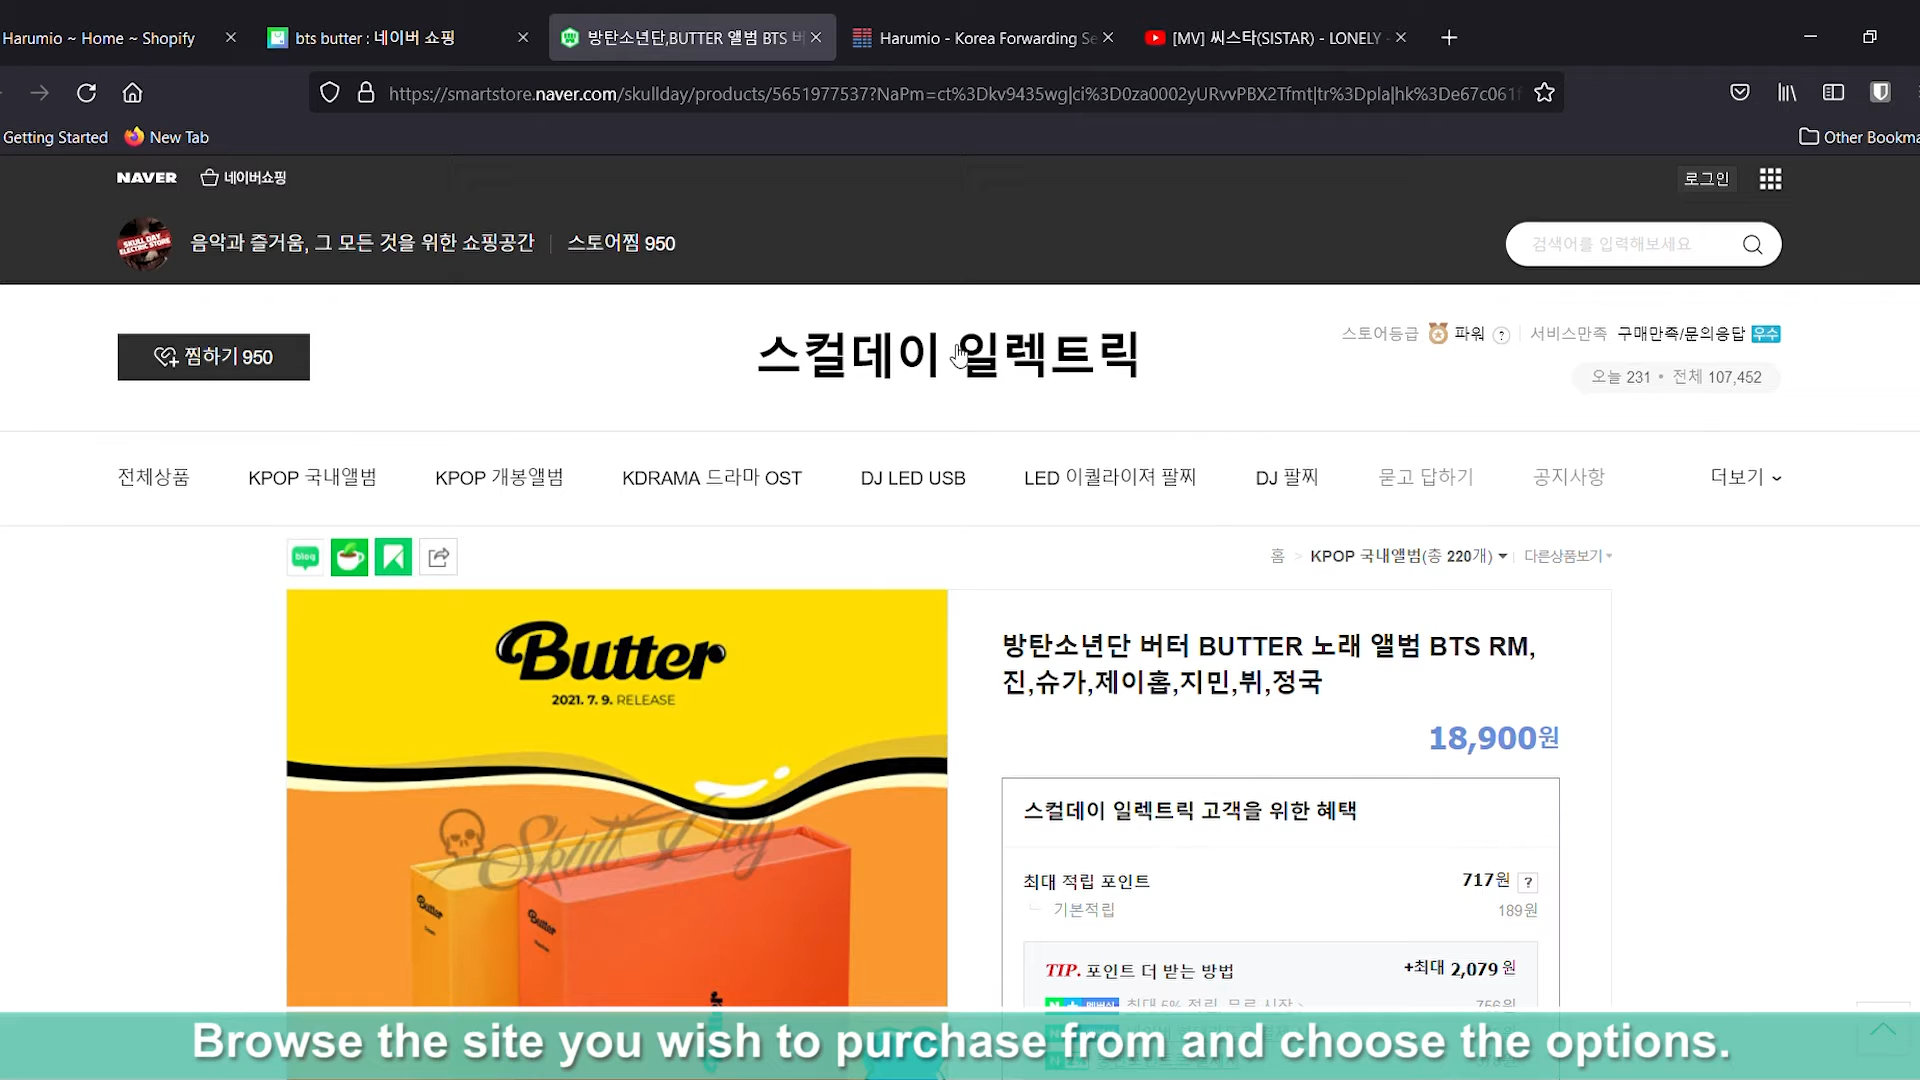 Harumio ~ Home ~ Shopify
bts butter : 네이버 쇼핑
방탄소년단,BUTTER 앨범 BTS
Harumio - Korea Forwarding Se
[MV] 씨스타(SISTAR) - LONELY
https://smartstore.naver.com/skullday/products/5651977537?NaPm=ct%3Dkv9435wg|ci%3D0za0002yURvvPBX2Tfmt|tr%3Dpla|hk%3De67c061f
Getting Started
New Tab
Other Bookma
NAVER
네이버쇼핑
로그인
SKULL DAY
ELECTRIC STORE
음악과 즐거움, 그 모든 것을 위한 쇼핑공간
스토어찜 950
검색어를 입력해보세요
찜하기 950
스컬데이 일렉트릭
스토어등급 파워 ? 서비스만족 구매만족/문의응답 우수
오늘 231 • 전체 107,452
전체상품
KPOP 국내앨범
KPOP 개봉앨범
KDRAMA 드라마 OST
DJ LED USB
LED 이퀄라이져 팔찌
DJ 팔찌
묻고 답하기
공지사항
더보기
blog
홈 > KPOP 국내앨범(총 220개)
다른상품보기
Butter
2021. 7. 9. RELEASE
Skull Day
Butter
Butter
방탄소년단 버터 BUTTER 노래 앨범 BTS RM,
진,슈가,제이홉,지민,뷔,정국
18,900원
스컬데이 일렉트릭 고객을 위한 혜택
최대 적립 포인트 717원 ?
기본적립 189원
TIP. 포인트 더 받는 방법 +최대 2,079 원
최대 5% 적립, 무료 시작 > 756원
Browse the site you wish to purchase from and choose the options.